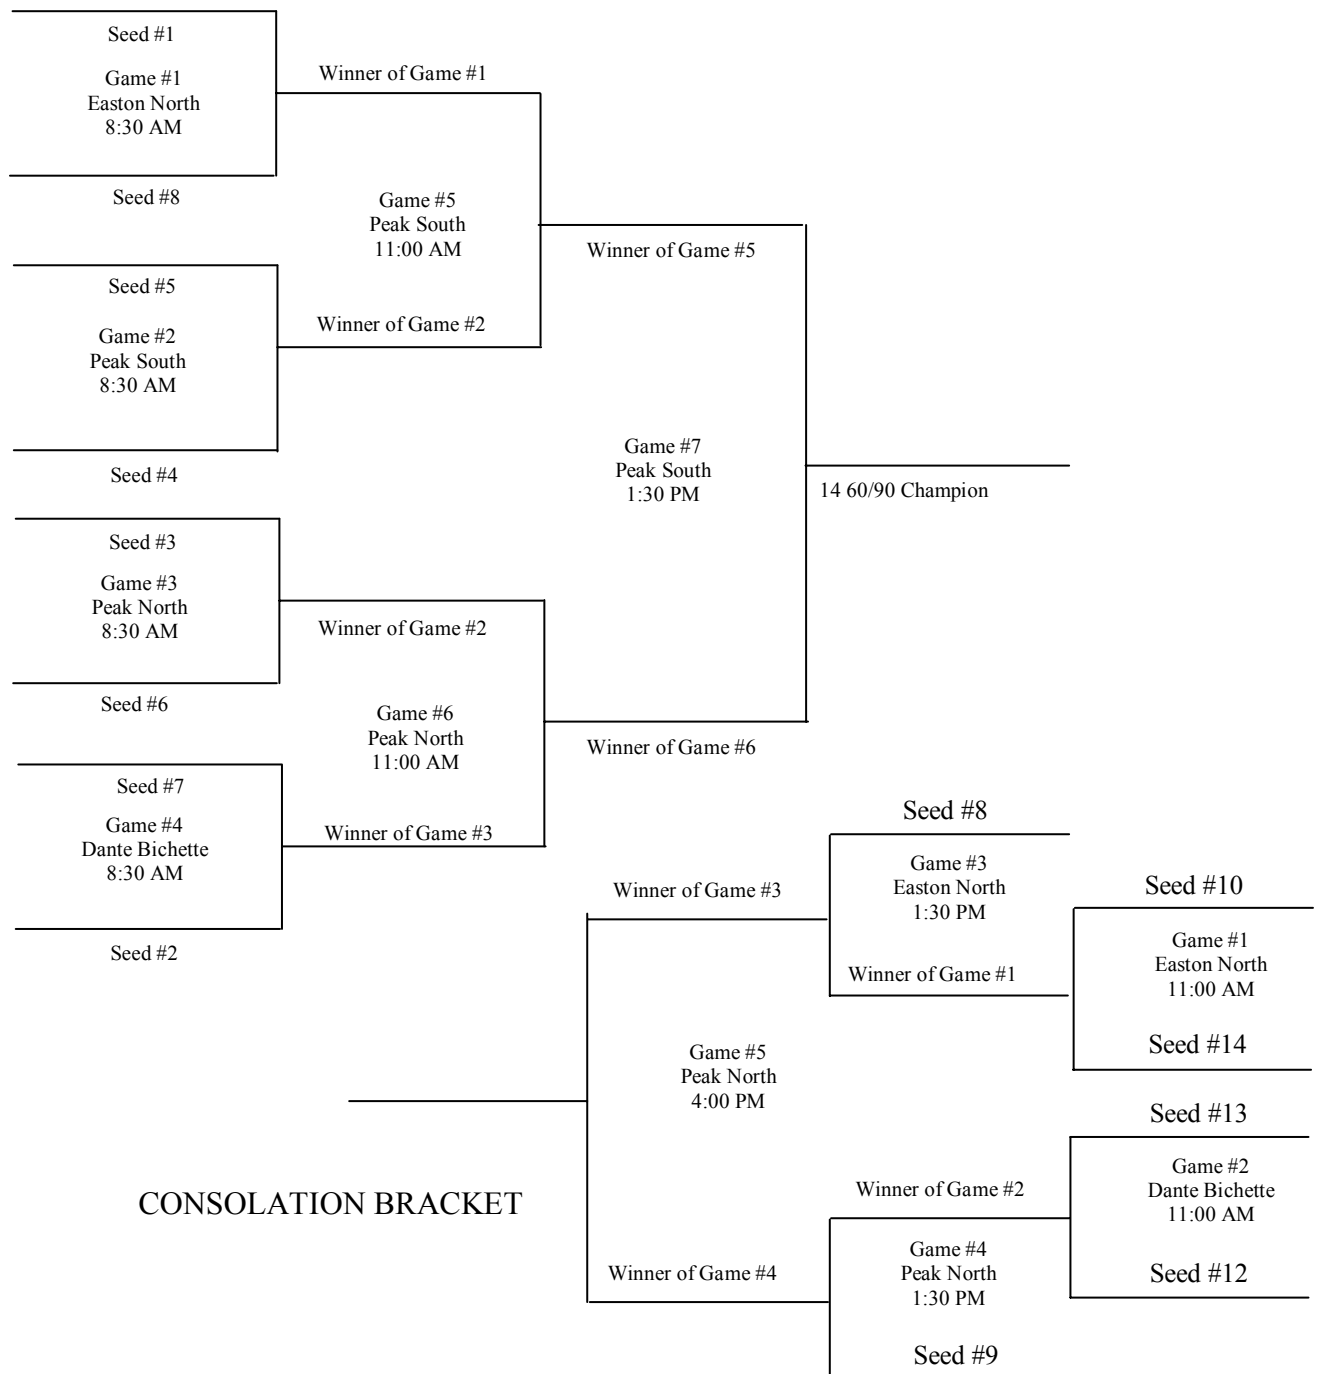 Seed #1
Game #1
Easton North
8:30 AM
Seed #8
Winner of Game #1
Game #5
Peak South
11:00 AM
Winner of Game #5
Seed #5
Game #2
Peak South
8:30 AM
Seed #4
Winner of Game #2
Game #7
Peak South
1:30 PM
14 60/90 Champion
Seed #3
Game #3
Peak North
8:30 AM
Seed #6
Winner of Game #2
Game #6
Peak North
11:00 AM
Winner of Game #6
Seed #7
Game #4
Dante Bichette
8:30 AM
Seed #2
Winner of Game #3
Seed #8
Game #3
Easton North
1:30 PM
Winner of Game #3
Winner of Game #1
Seed #10
Game #1
Easton North
11:00 AM
Seed #14
Game #5
Peak North
4:00 PM
Seed #13
Game #2
Dante Bichette
11:00 AM
Seed #12
CONSOLATION BRACKET
Winner of Game #2
Game #4
Peak North
1:30 PM
Winner of Game #4
Seed #9